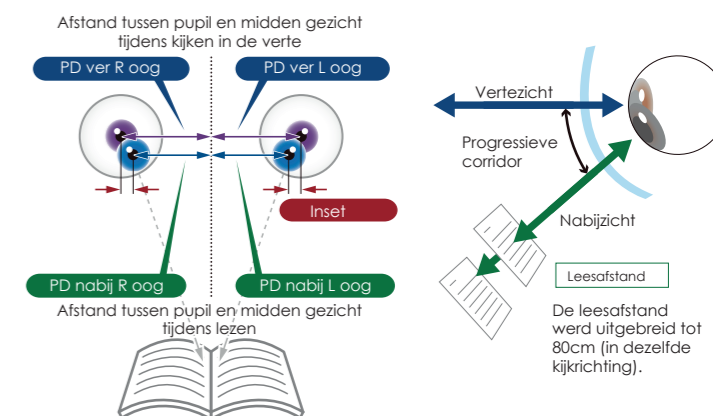 Afstand tussen pupil en midden gezicht
tijdens kijken in de verte
PD ver R oog
PD ver L oog
Inset
PD nabij R oog
PD nabij L oog
Afstand tussen pupil en midden gezicht
tijdens lezen
Vertezicht
Progressieve
corridor
Nabijzicht
Leesafstand
De leesafstand
werd uitgebreid tot
80cm (in dezelfde
kijkrichting).